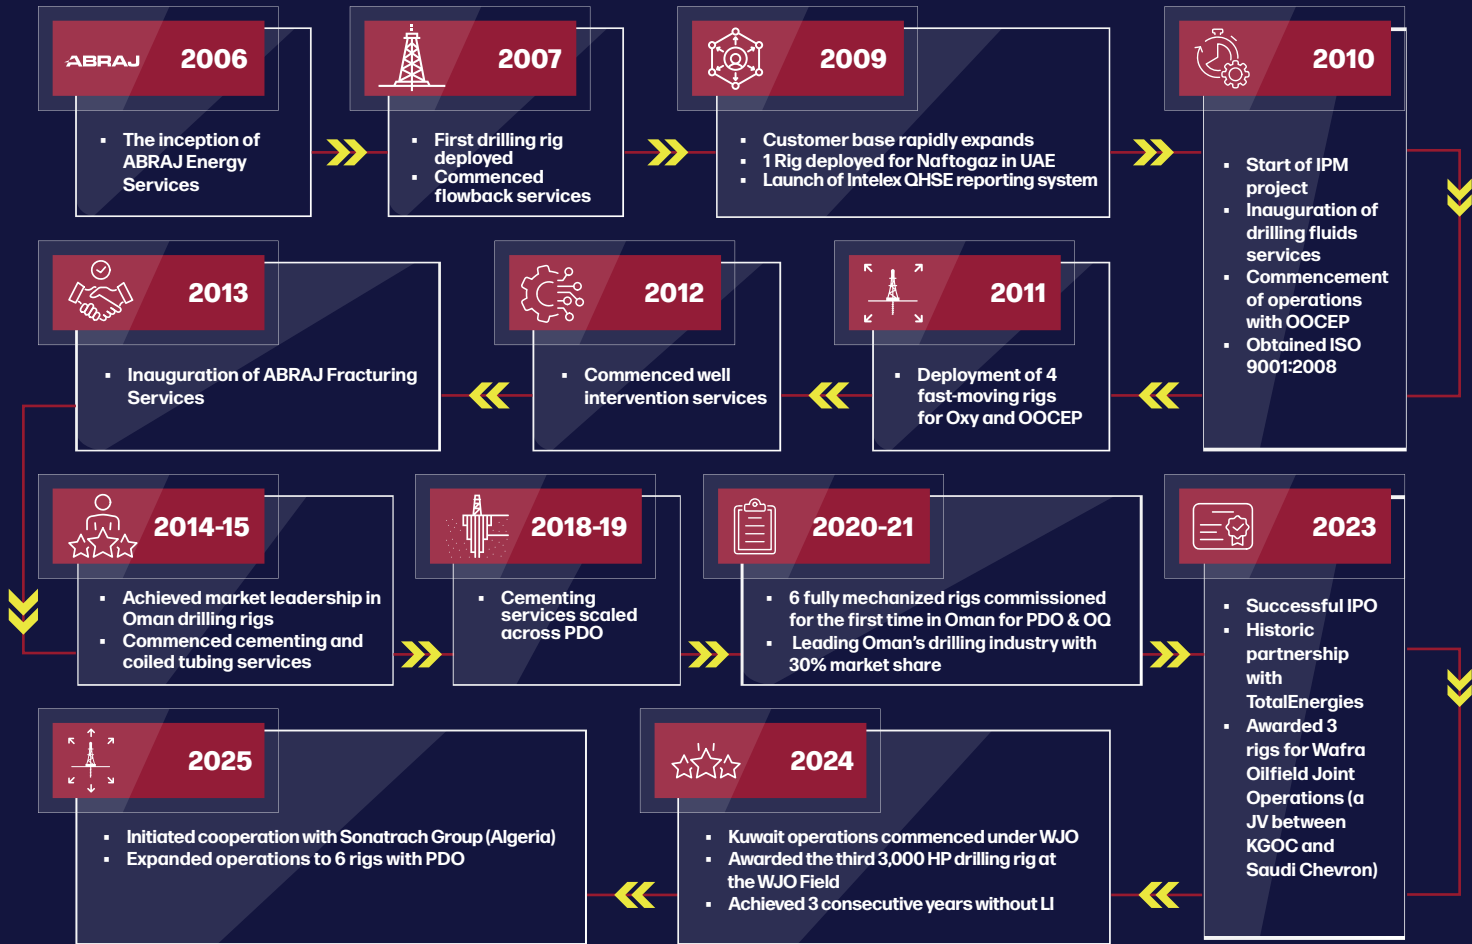 ABRAJ 2006
▪ The inception of
ABRAJ Energy
Services
2007
▪ First drilling rig
deployed
▪ Commenced
flowback services
2009
▪ Customer base rapidly expands
▪ 1 Rig deployed for Naftogaz in UAE
▪ Launch of Intelex QHSE reporting system
2010
▪ Start of IPM
project
▪ Inauguration of
drilling fluids
services
▪ Commencement
of operations
with OOCEP
▪ Obtained ISO
9001:2008
2011
▪ Deployment of 4
fast-moving rigs
for Oxy and OOCEP
2012
▪ Commenced well
intervention services
2013
▪ Inauguration of ABRAJ Fracturing
Services
2014-15
▪ Achieved market leadership in
Oman drilling rigs
▪ Commenced cementing and
coiled tubing services
2018-19
▪ Cementing
services scaled
across PDO
2020-21
▪ 6 fully mechanized rigs commissioned
for the first time in Oman for PDO & OQ
▪ Leading Oman’s drilling industry with
30% market share
2023
▪ Successful IPO
▪ Historic
partnership
with
TotalEnergies
▪ Awarded 3
rigs for Wafra
Oilfield Joint
Operations (a
JV between
KGOC and
Saudi Chevron)
2024
▪ Kuwait operations commenced under WJO
▪ Awarded the third 3,000 HP drilling rig at
the WJO Field
▪ Achieved 3 consecutive years without LI
2025
▪ Initiated cooperation with Sonatrach Group (Algeria)
▪ Expanded operations to 6 rigs with PDO